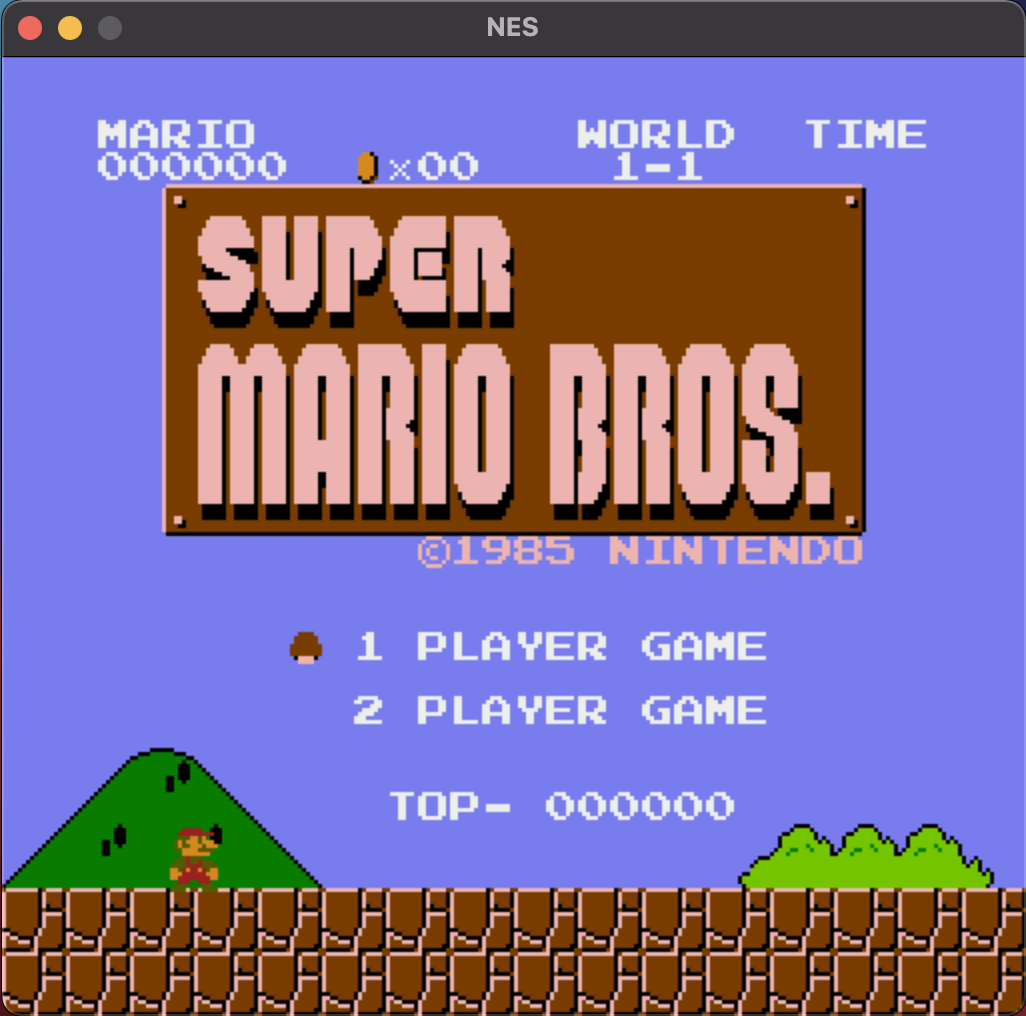 NES
MARIO WORLD TIME
000000 ×00 1-1
SUPER
MARIO BROS.
©1985 NINTENDO
1 PLAYER GAME
2 PLAYER GAME
TOP- 000000